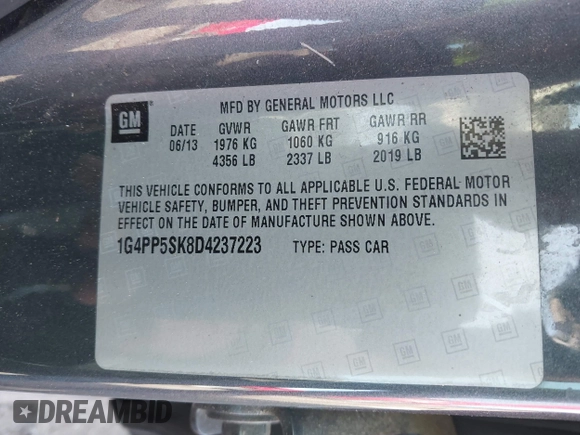 MFD BY GENERAL MOTORS LLC
GM
DATE GVWR GAWR FRT GAWR RR
06/13 1976 KG 1060 KG 916 KG
4356 LB 2337 LB 2019 LB
THIS VEHICLE CONFORMS TO ALL APPLICABLE U.S. FEDERAL MOTOR
VEHICLE SAFETY, BUMPER, AND THEFT PREVENTION STANDARDS IN
EFFECT ON THE DATE OF MANUFACTURE SHOWN ABOVE.
1G4PP5SK8D4237223 TYPE: PASS CAR
DREAMBID